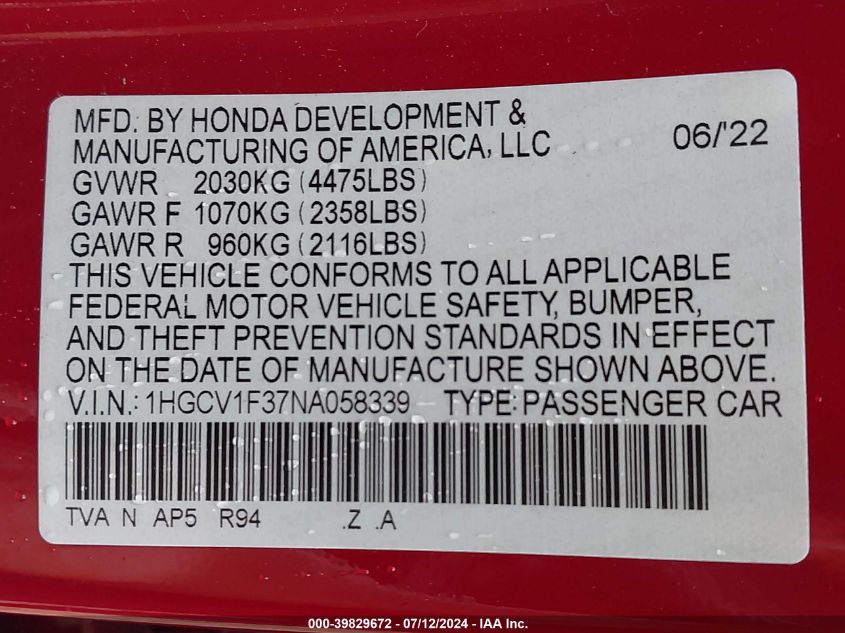 MFD. BY HONDA DEVELOPMENT &
MANUFACTURING OF AMERICA, LLC 06/'22
GVWR 2030KG (4475LBS)
GAWR F 1070KG (2358LBS)
GAWR R 960KG (2116LBS)
THIS VEHICLE CONFORMS TO ALL APPLICABLE
FEDERAL MOTOR VEHICLE SAFETY, BUMPER,
AND THEFT PREVENTION STANDARDS IN EFFECT
ON THE DATE OF MANUFACTURE SHOWN ABOVE.
V.I.N.: 1HGCV1F37NA058339 TYPE:PASSENGER CAR
TVA N AP5 R94 .Z .A
000-39829672 - 07/12/2024 - IAA Inc.